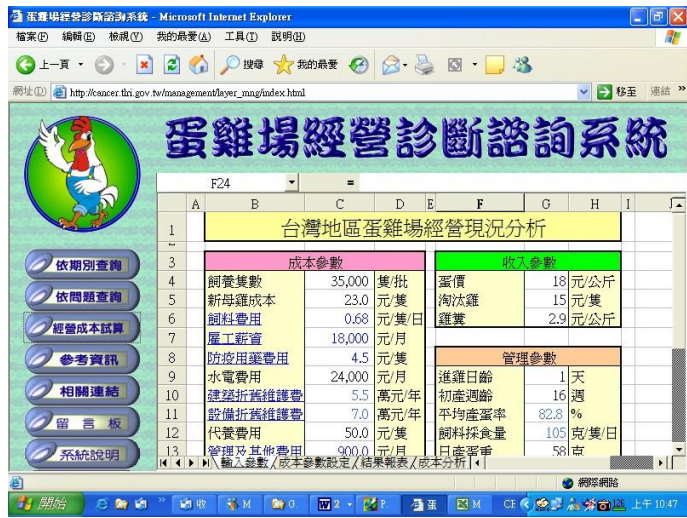 蛋雞場經營診斷諮詢系統 - Microsoft Internet Explorer
檔案(F) 編輯(E) 檢視(V) 我的最愛(A) 工具(T) 說明(H)
上一頁 搜尋 我的最愛
網址(D) http://cancer.tlri.gov.tw/management/layer_mng/index.html 移至 連結 »
蛋雞場經營診斷諮詢系統
F24 =
A B C D E F G H I J
1 台灣地區蛋雞場經營現況分析
3 成本參數 收入參數
4 飼養隻數 35,000 隻/批 蛋價 18 元/公斤
5 新母雞成本 23.0 元/隻 淘汰雞 15 元/隻
6 飼料費用 0.68 元/隻/日 雞糞 2.9 元/公斤
7 雇工薪資 18,000 元/月
8 防疫用藥費用 4.5 元/隻 管理參數
9 水電費用 24,000 元/月 進雞日齡 1 天
10 建築折舊維護費 5.5 萬元/年 初產週齡 16 週
11 設備折舊維護費 7.0 萬元/年 平均產蛋率 82.8 %
12 代養費用 50.0 元/隻 飼料採食量 105 克/隻/日
13 管理及其他費用 900.0 元/月 日產蛋重 58 克
輸入參數 / 成本參數設定 / 結果報表 / 成本分析
依期別查詢
依問題查詢
經營成本試算
參考資訊
相關連結
留言板
系統說明
網際網路
開始 收 M G. 2 P. 蛋 M CE 上午 10:47